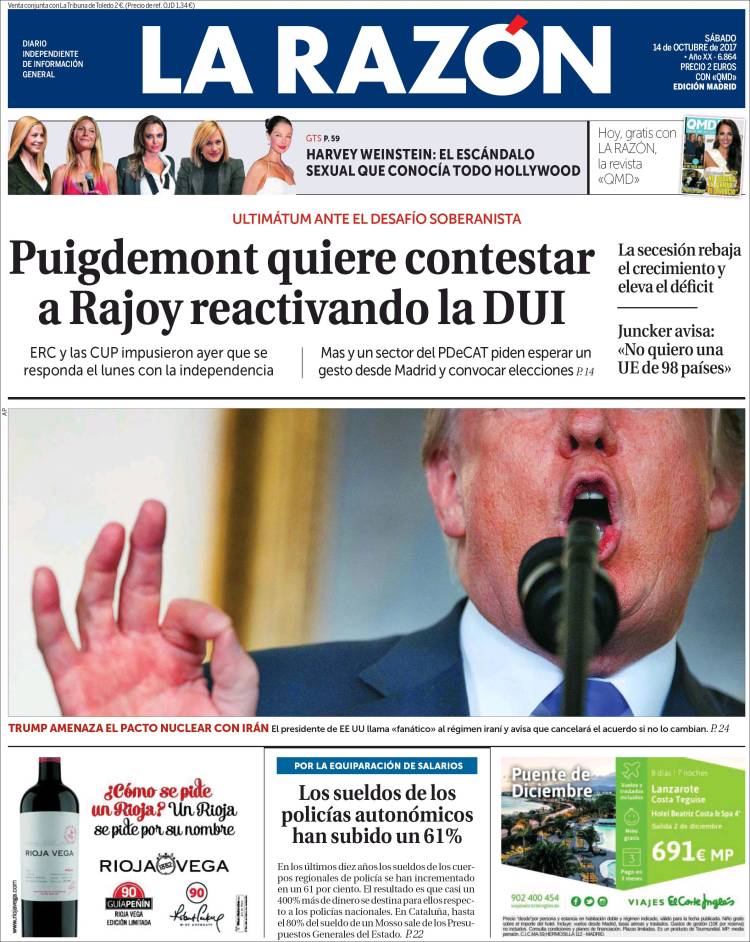 Venta conjunta con La Tribuna de Toledo 2 €. (Precio de ref. OJD 1,34 €)
DIARIO
INDEPENDIENTE
DE INFORMACIÓN
GENERAL
LA RAZÓN
SÁBADO
14 de OCTUBRE de 2017
• Año XX - 6.864
PRECIO 2 EUROS
CON «QMD»
EDICIÓN MADRID
GTS P. 59
HARVEY WEINSTEIN: EL ESCÁNDALO
SEXUAL QUE CONOCÍA TODO HOLLYWOOD
Hoy, gratis con
LA RAZÓN,
la revista
«QMD»
QMD
ULTIMÁTUM ANTE EL DESAFÍO SOBERANISTA
Puigdemont quiere contestar
a Rajoy reactivando la DUI
ERC y las CUP impusieron ayer que se
responda el lunes con la independencia
Mas y un sector del PDeCAT piden esperar un
gesto desde Madrid y convocar elecciones P. 14
La secesión rebaja
el crecimiento y
eleva el déficit
Juncker avisa:
«No quiero una
UE de 98 países»
AP
TRUMP AMENAZA EL PACTO NUCLEAR CON IRÁN El presidente de EE UU llama «fanático» al régimen iraní y avisa que cancelará el acuerdo si no lo cambian. P. 24
www.riojavega.com
RIOJA VEGA
¿Cómo se pide
un Rioja? Un Rioja
se pide por su nombre
RIOJA VEGA
1882
90
GUÍAPEÑÍN
RIOJA VEGA
EDICIÓN LIMITADA
90
POR LA EQUIPARACIÓN DE SALARIOS
Los sueldos de los
policías autonómicos
han subido un 61%
En los últimos diez años los sueldos de los cuer-
pos regionales de policía se han incrementado
en un 61 por ciento. El resultado es que casi un
400% más de dinero se destina para ellos respec-
to a los policías nacionales. En Cataluña, hasta
el 80% del sueldo de un Mosso sale de los Presu-
puestos Generales del Estado. P. 22
Puente de
Diciembre
Vuelos y
traslados
incluidos
Niño
gratis
3
Pago en
3 meses
8 días | 7 noches
Lanzarote
Costa Teguise
Hotel Beatriz Costa & Spa 4*
Salida 2 de diciembre
691€ MP
902 400 454
VIAJES El Corte Inglés